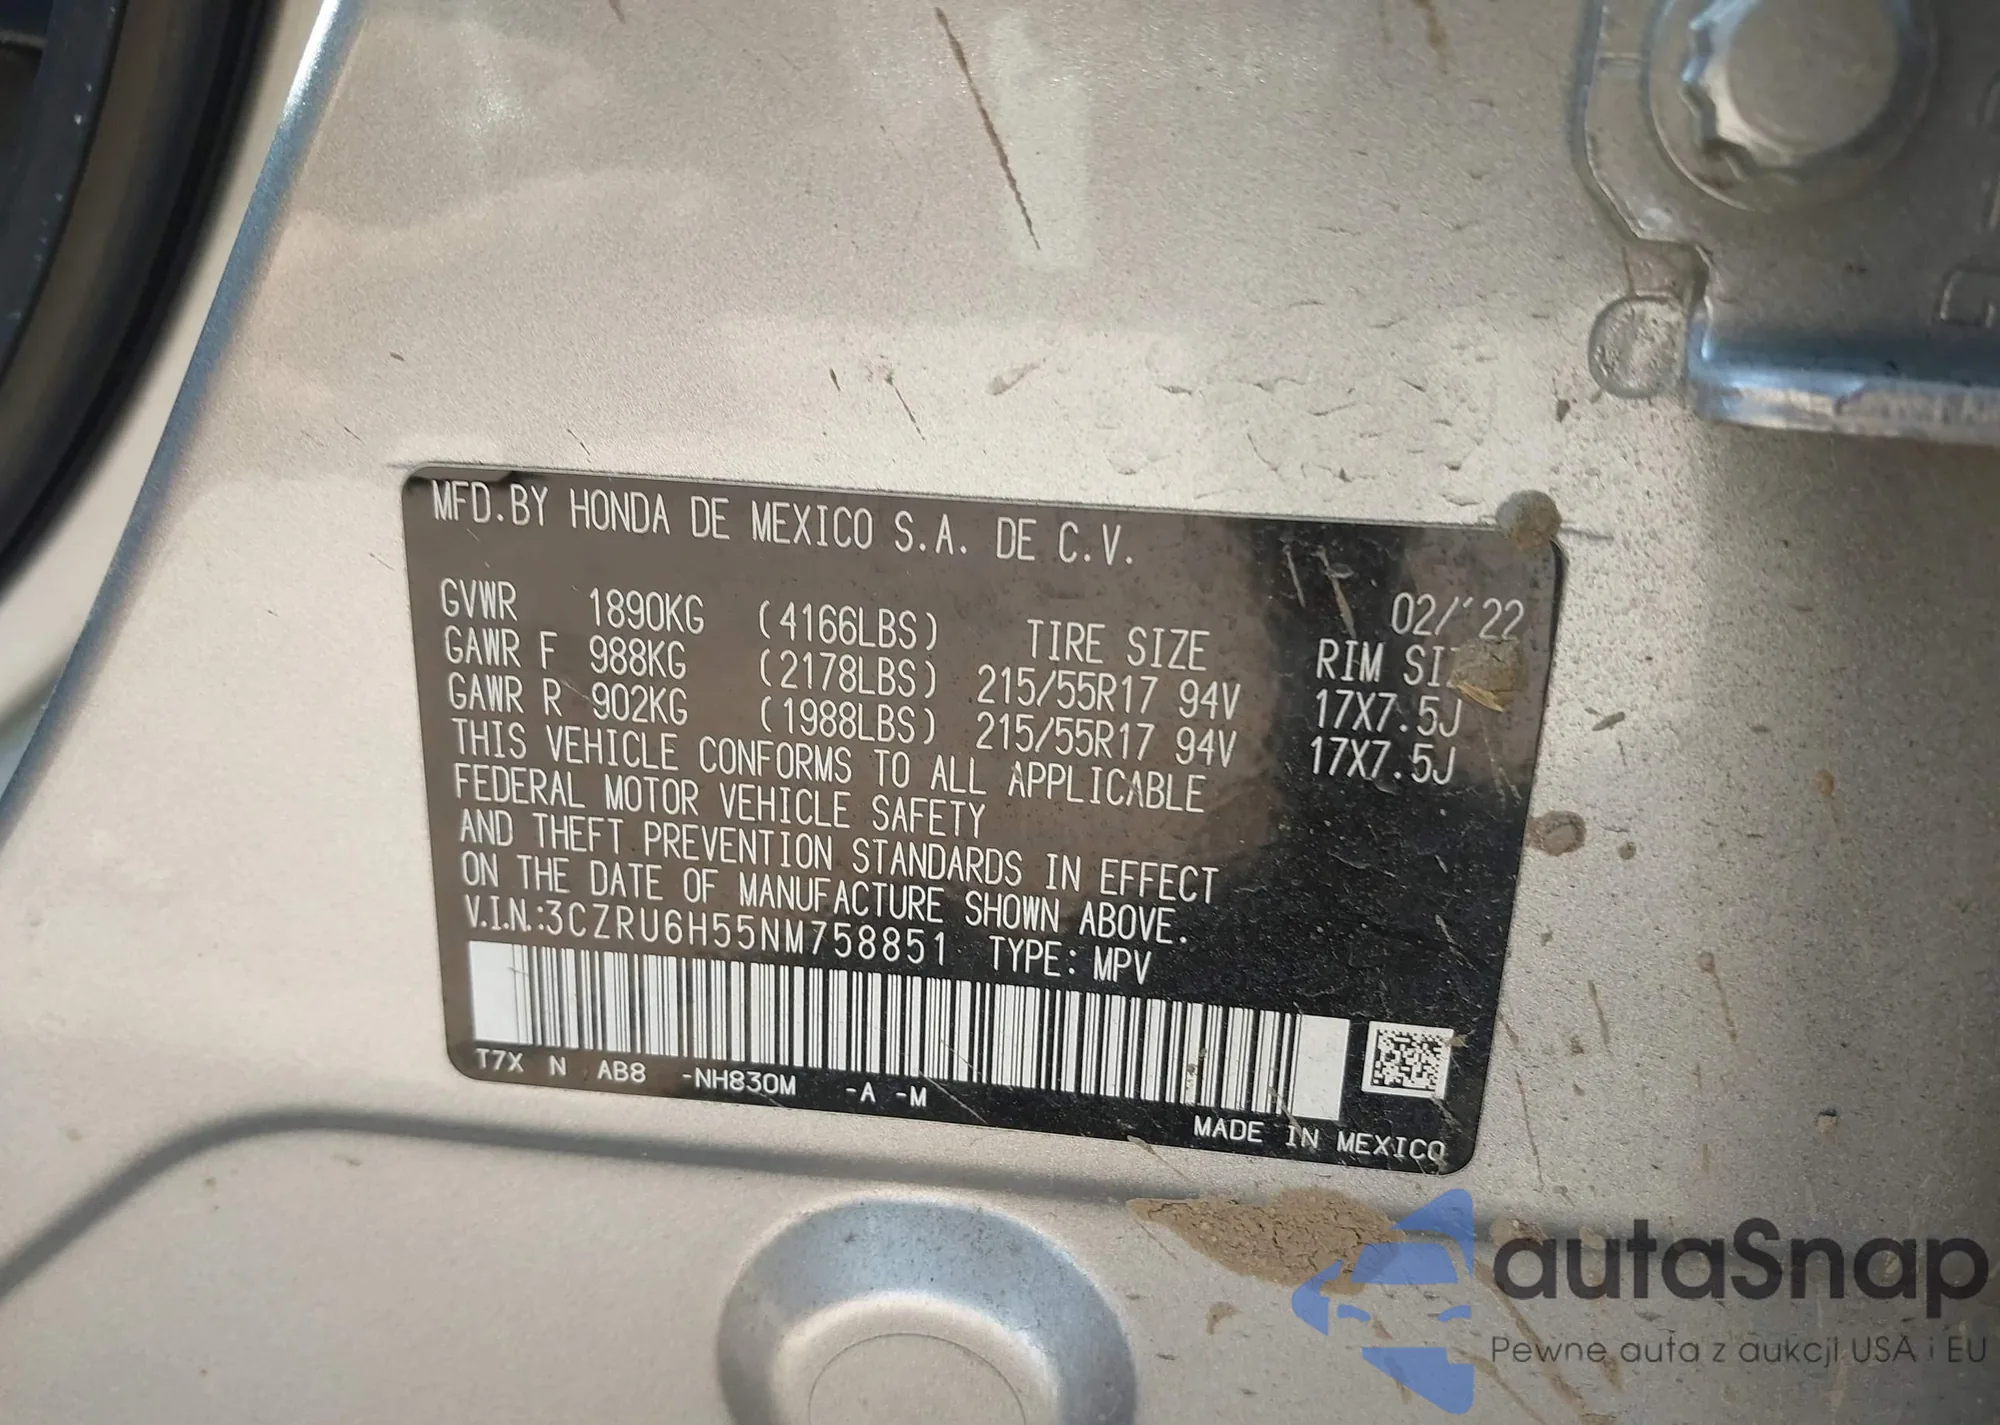 MFD.BY HONDA DE MEXICO S.A. DE C.V.
02/'22
GVWR 1890KG (4166LBS) TIRE SIZE RIM SIZ
GAWR F 988KG (2178LBS) 215/55R17 94V 17X7.5J
GAWR R 902KG (1988LBS) 215/55R17 94V 17X7.5J
THIS VEHICLE CONFORMS TO ALL APPLICABLE
FEDERAL MOTOR VEHICLE SAFETY
AND THEFT PREVENTION STANDARDS IN EFFECT
ON THE DATE OF MANUFACTURE SHOWN ABOVE.
V.I.N.:3CZRU6H55NM758851 TYPE: MPV
T7X N AB8 -NH830M -A -M
MADE IN MEXICO
autaSnap
Pewne auta z aukcji USA i EU